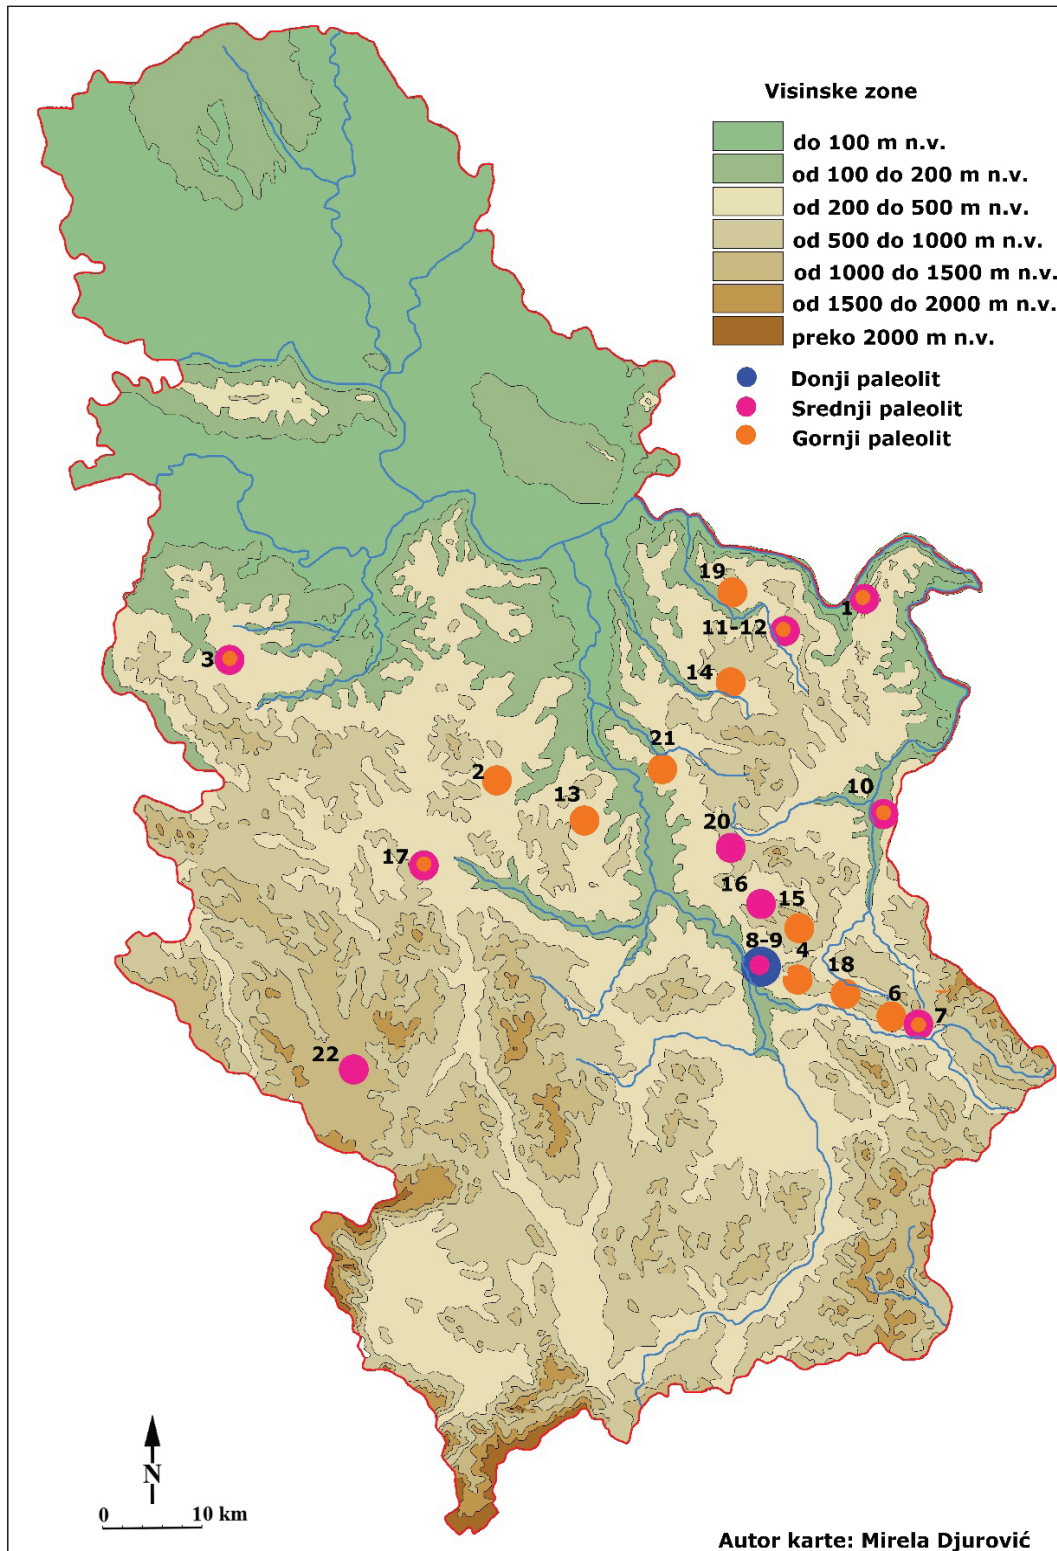 Visinske zone
do 100 m n.v.
od 100 do 200 m n.v.
od 200 do 500 m n.v.
od 500 do 1000 m n.v.
od 1000 do 1500 m n.v.
od 1500 do 2000 m n.v.
preko 2000 m n.v.
Donji paleolit
Srednji paleolit
Gornji paleolit
19
1
11-12
3
14
21
2
13
10
20
17
16
15
8-9
4
18
6
7
22
N
0 10 km
Autor karte: Mirela Djurović